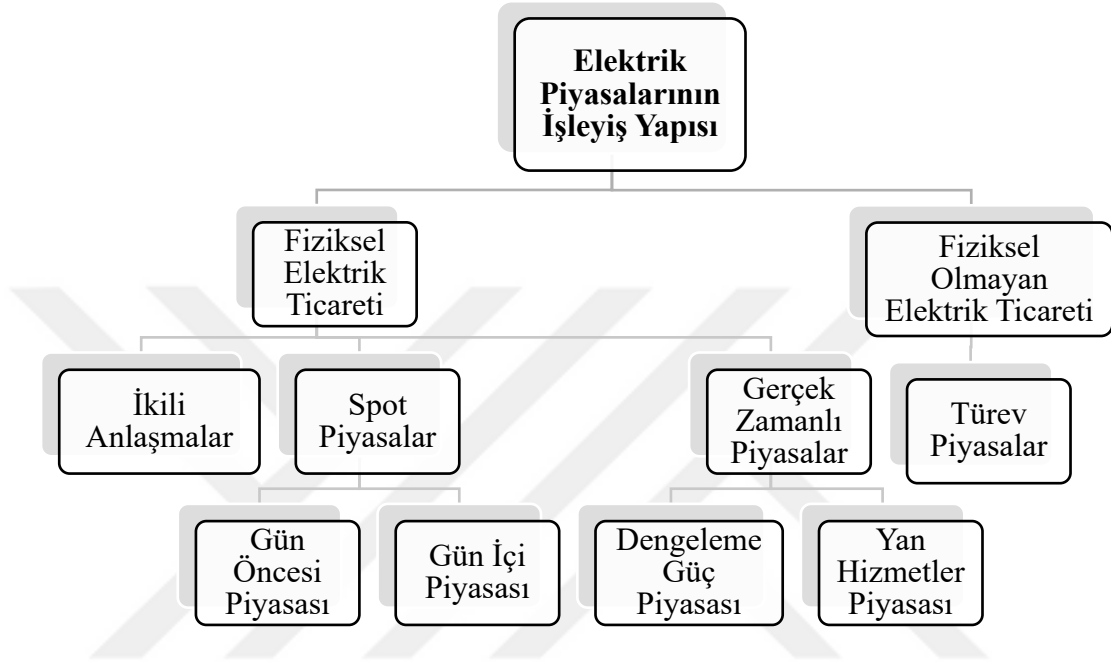 Elektrik
Piyasalarının
İşleyiş Yapısı
Fiziksel
Elektrik
Ticareti
Fiziksel
Olmayan
Elektrik Ticareti
İkili
Anlaşmalar
Spot
Piyasalar
Gerçek
Zamanlı
Piyasalar
Türev
Piyasalar
Gün
Öncesi
Piyasası
Gün İçi
Piyasası
Dengeleme
Güç
Piyasası
Yan
Hizmetler
Piyasası